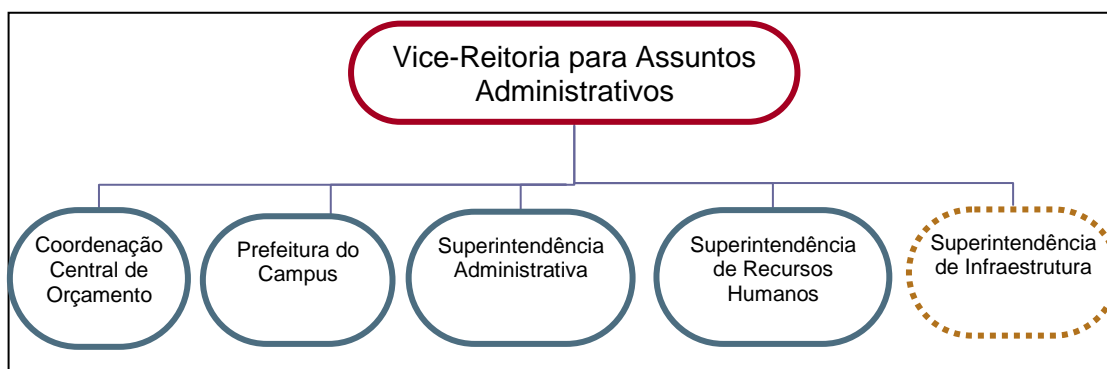 Vice-Reitoria para Assuntos
Administrativos
Coordenação
Central de
Orçamento
Prefeitura do
Campus
Superintendência
Administrativa
Superintendência
de Recursos
Humanos
Superintendência
de Infraestrutura